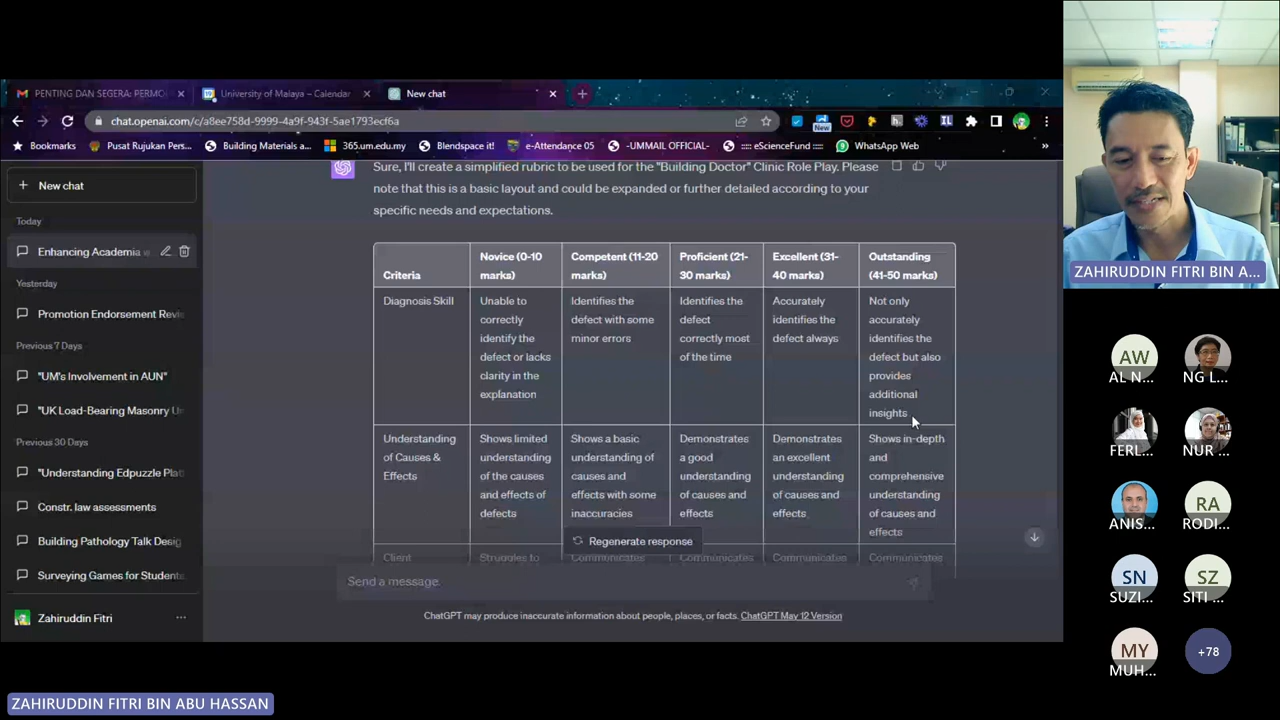 PENTING DAN SEGERA: PERMO
University of Malaya – Calendar
New chat
chat.openai.com/c/a8ee758d-9999-4a9f-943f-5ae1793ecf6a
New
Bookmarks
Pusat Rujukan Pers...
Building Materials a...
365.um.edu.my
Blendspace it!
e-Attendance 05
-UMMAIL OFFICIAL-
:::: eScienceFund ::::
WhatsApp Web
New chat
Today
Enhancing Academia w
Yesterday
Promotion Endorsement Revie
Previous 7 Days
"UM's Involvement in AUN"
"UK Load-Bearing Masonry Un
Previous 30 Days
"Understanding Edpuzzle Platf
Constr. law assessments
Building Pathology Talk Desig
Surveying Games for Students
Zahiruddin Fitri
Sure, I'll create a simplified rubric to be used for the "Building Doctor" Clinic Role Play. Please
note that this is a basic layout and could be expanded or further detailed according to your
specific needs and expectations.
Criteria
Novice (0-10
marks)
Competent (11-20
marks)
Proficient (21-
30 marks)
Excellent (31-
40 marks)
Outstanding
(41-50 marks)
Diagnosis Skill
Unable to
correctly
identify the
defect or lacks
clarity in the
explanation
Identifies the
defect with some
minor errors
Identifies the
defect
correctly most
of the time
Accurately
identifies the
defect always
Not only
accurately
identifies the
defect but also
provides
additional
insights
Understanding
of Causes &
Effects
Shows limited
understanding
of the causes
and effects of
defects
Shows a basic
understanding of
causes and
effects with some
inaccuracies
Demonstrates
a good
understanding
of causes and
effects
Demonstrates
an excellent
understanding
of causes and
effects
Shows in-depth
and
comprehensive
understanding
of causes and
effects
Client
Struggles to
Communicates
Communicates
Communicates
Communicates
Regenerate response
Send a message.
ChatGPT may produce inaccurate information about people, places, or facts. ChatGPT May 12 Version
ZAHIRUDDIN FITRI BIN A...
AW
AL N...
NG L...
FERL...
NUR ...
ANIS...
RA
RODI...
SN
SUZI...
SZ
SITI ...
MY
MUH...
+78
ZAHIRUDDIN FITRI BIN ABU HASSAN